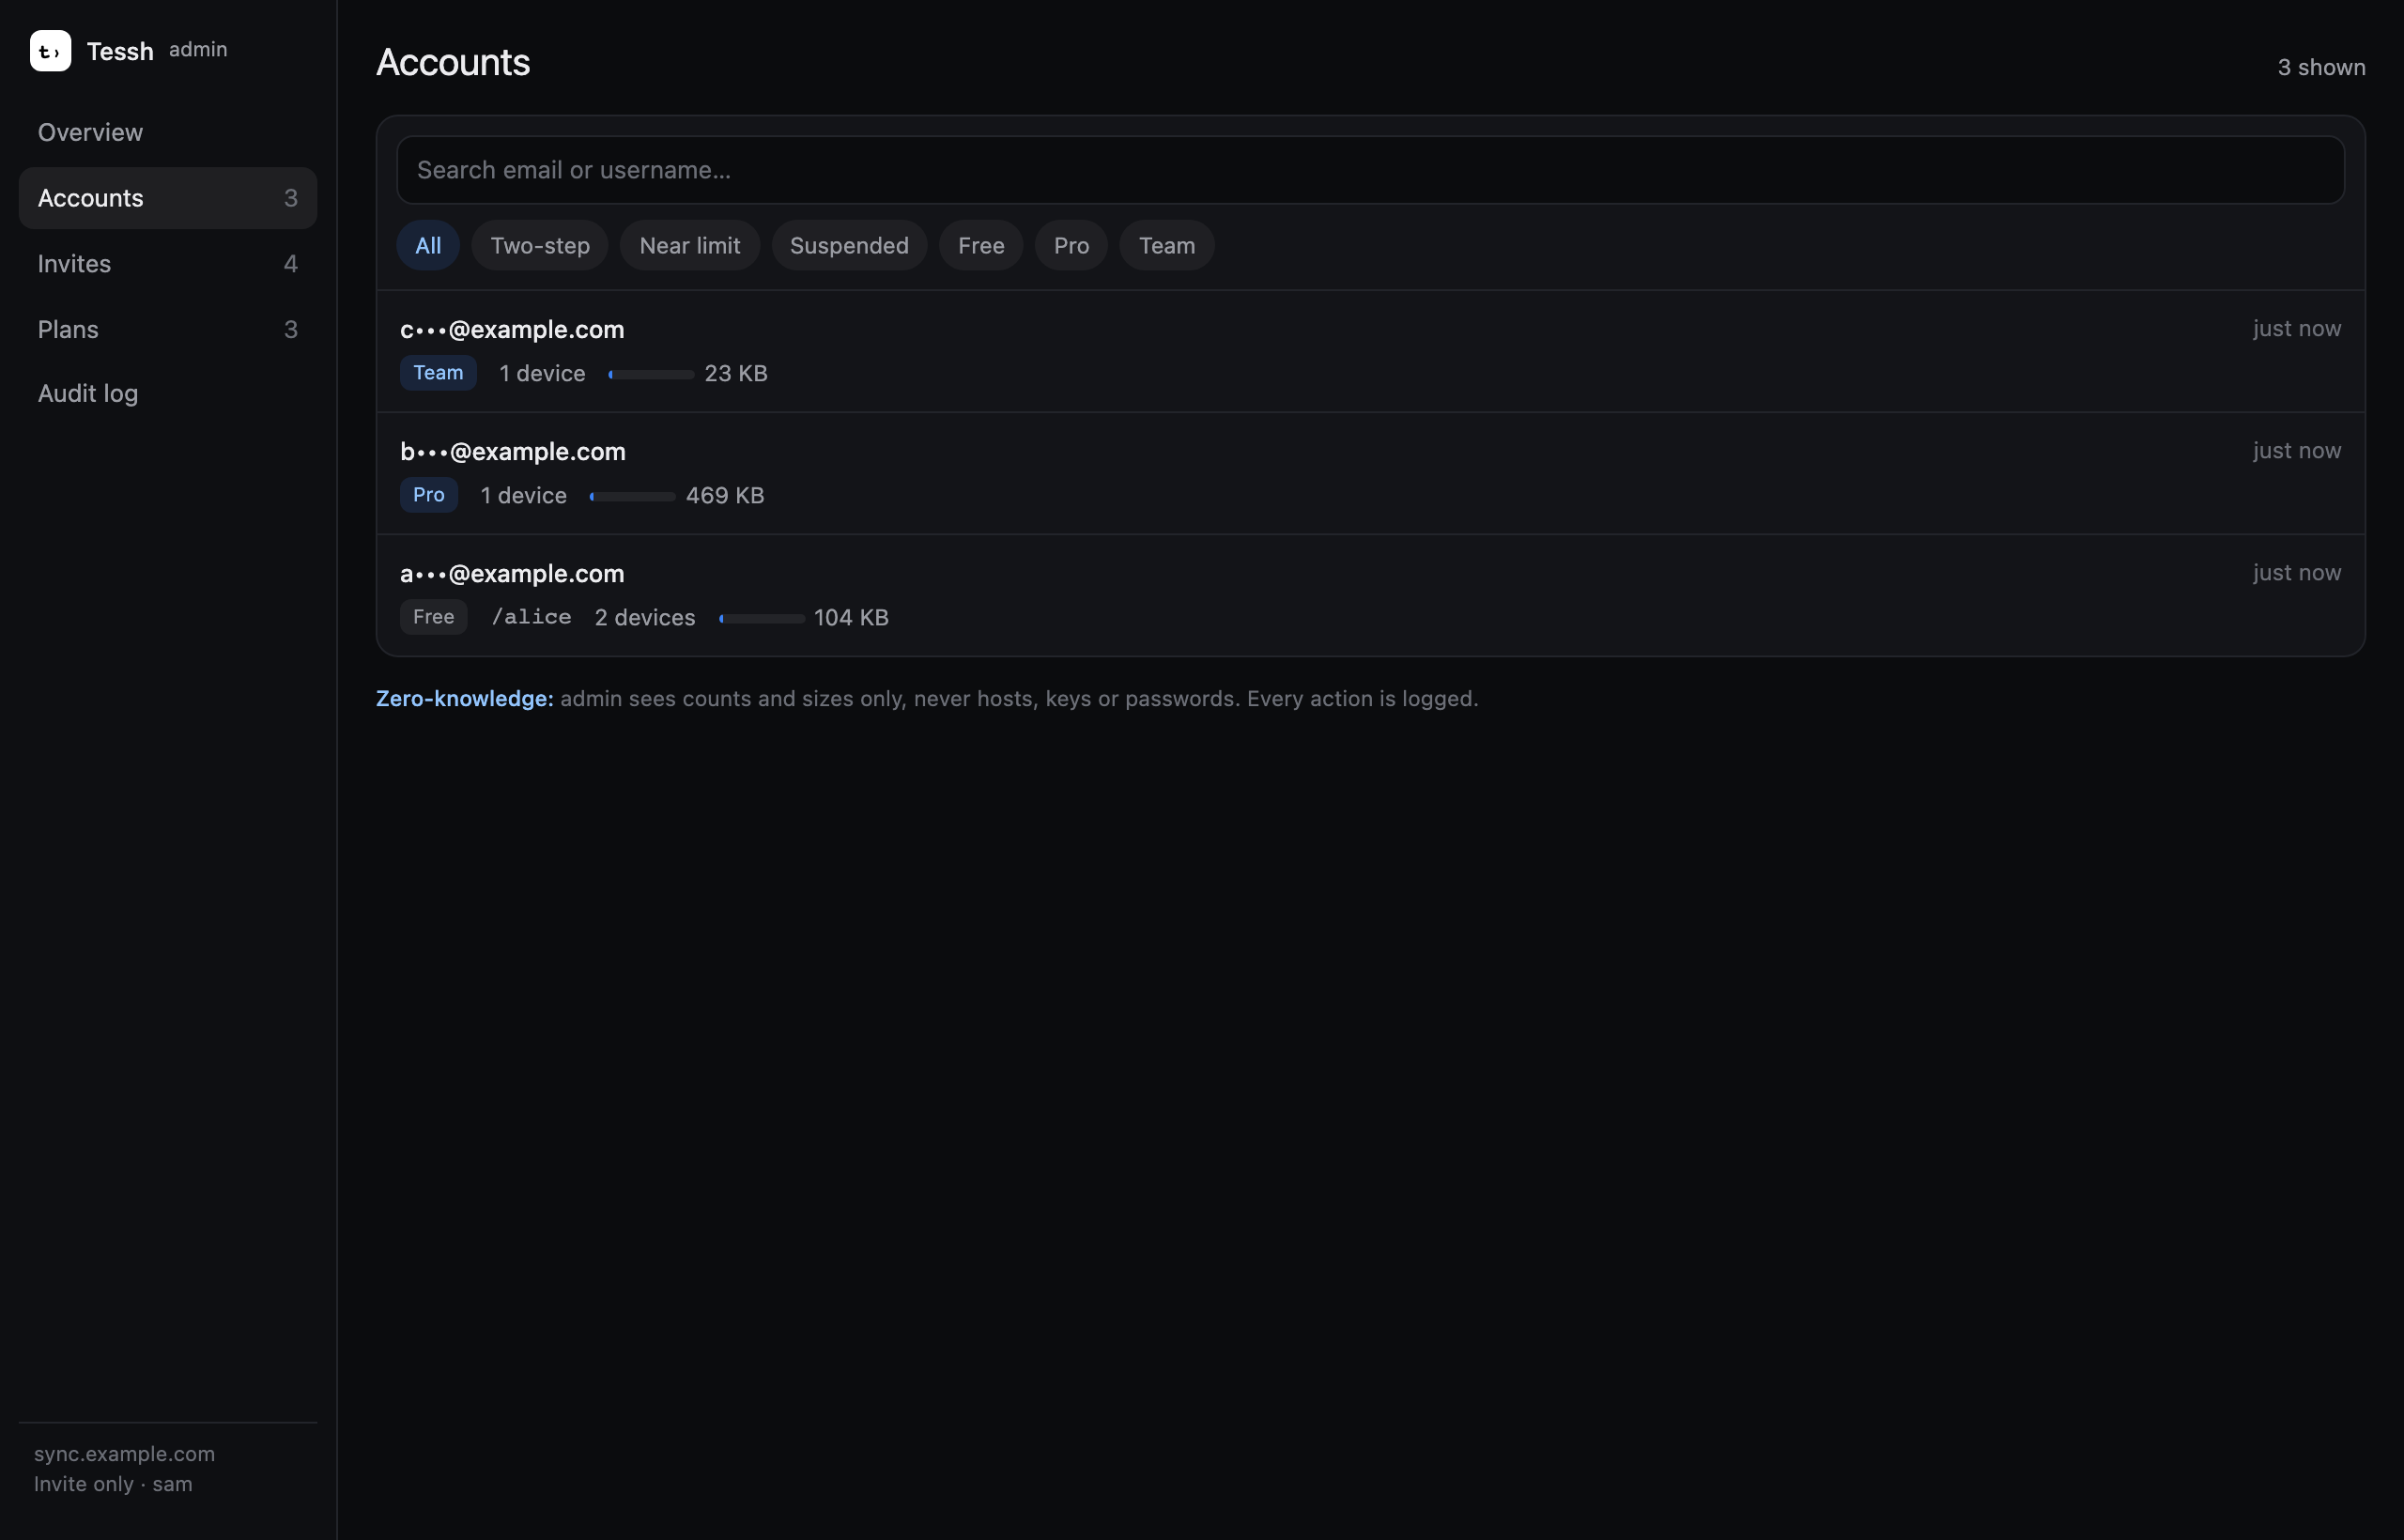 t› Tessh admin
Overview
Accounts 3
Invites 4
Plans 3
Audit log
sync.example.com
Invite only · sam
Accounts
3 shown
Search email or username...
All Two-step Near limit Suspended Free Pro Team
c•••@example.com just now
Team 1 device 23 KB
b•••@example.com just now
Pro 1 device 469 KB
a•••@example.com just now
Free /alice 2 devices 104 KB
Zero-knowledge: admin sees counts and sizes only, never hosts, keys or passwords. Every action is logged.